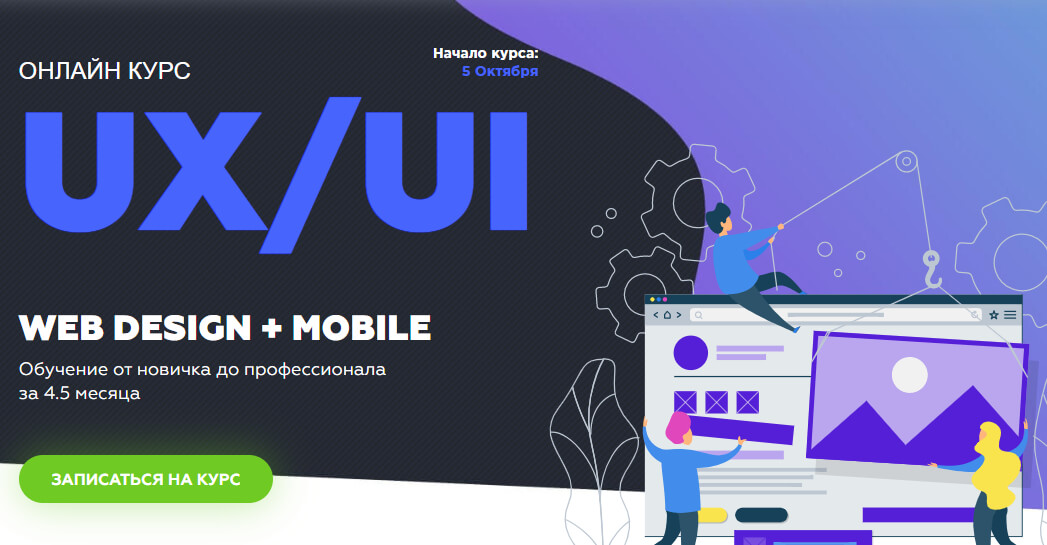 ОНЛАЙН КУРС
Начало курса:
5 Октября
UX/UI
WEB DESIGN + MOBILE
Обучение от новичка до профессионала
за 4.5 месяца
ЗАПИСАТЬСЯ НА КУРС